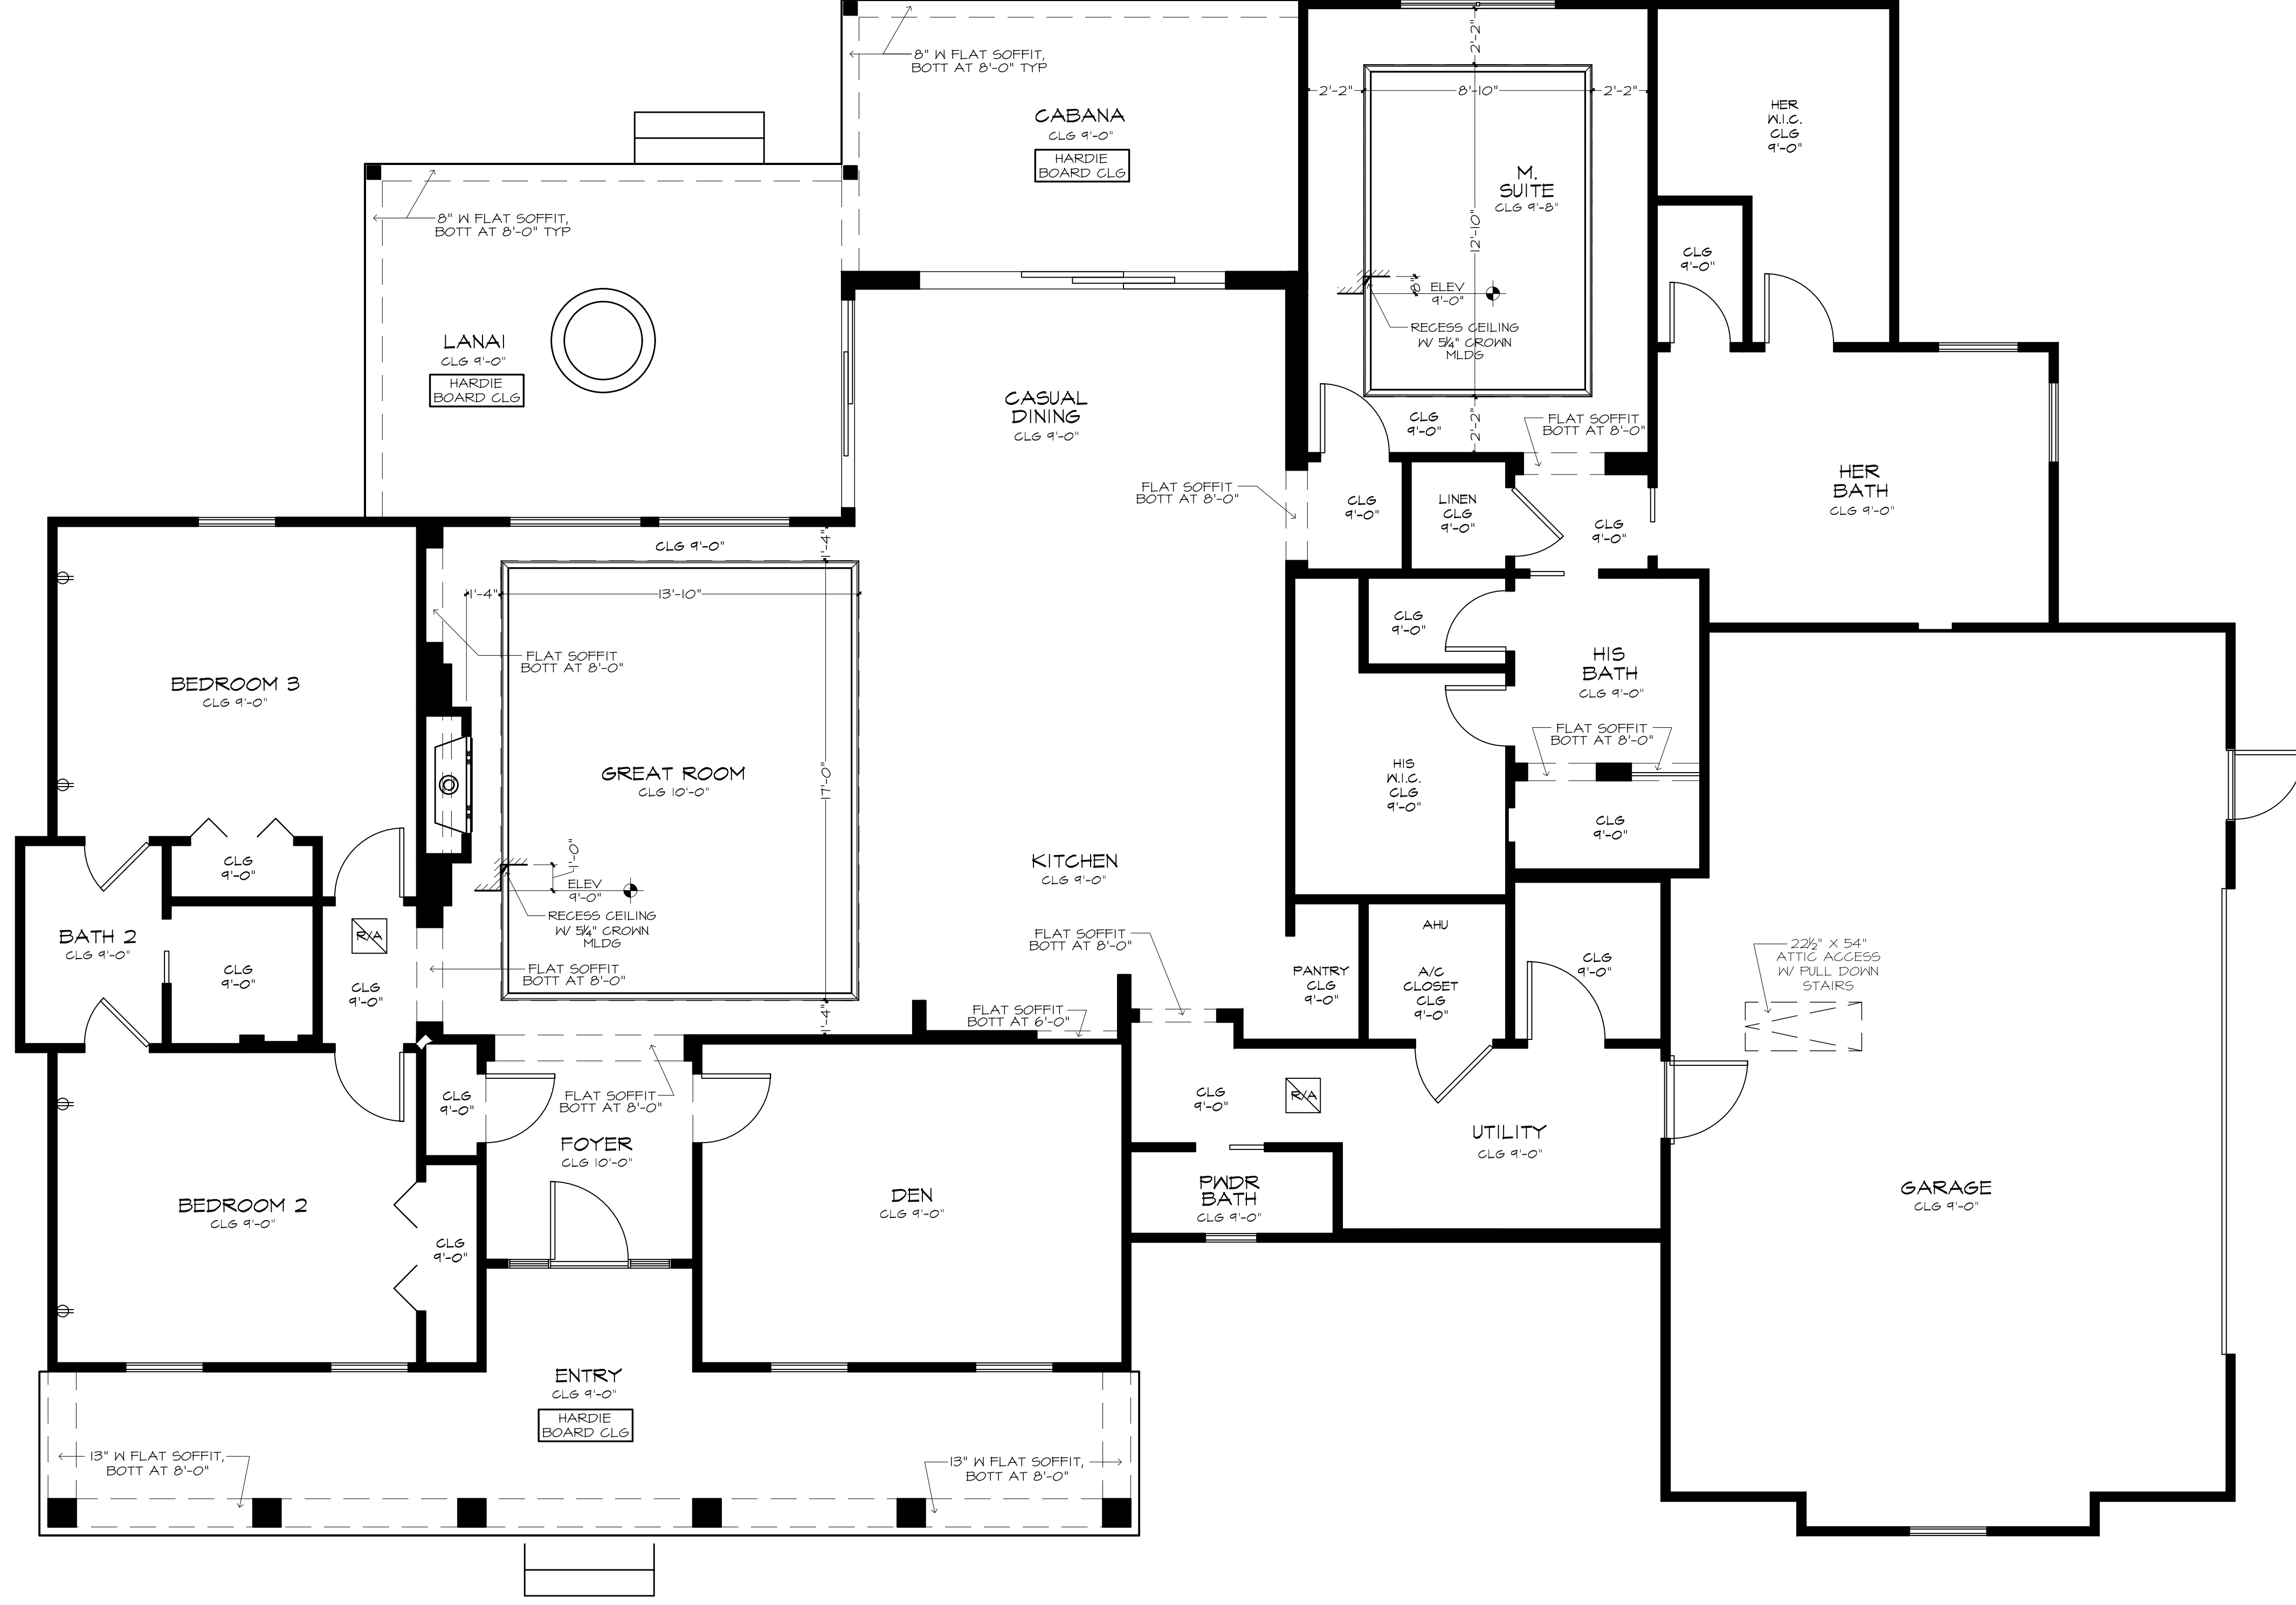 8" W FLAT SOFFIT,
BOTT AT 8'-0" TYP
CABANA
CLG 9'-0"
HARDIE
BOARD CLG
2'-2"
2'-2"
8'-10"
2'-2"
M.
SUITE
CLG 9'-8"
12'-10"
8"
ELEV
9'-0"
RECESS CEILING
W/ 5¼" CROWN
MLDG
CLG
9'-0"
2'-2"
FLAT SOFFIT
BOTT AT 8'-0"
HER
W.I.C.
CLG
9'-0"
CLG
9'-0"
8" W FLAT SOFFIT,
BOTT AT 8'-0" TYP
LANAI
CLG 9'-0"
HARDIE
BOARD CLG
CASUAL
DINING
CLG 9'-0"
FLAT SOFFIT
BOTT AT 8'-0"
CLG
9'-0"
LINEN
CLG
9'-0"
CLG
9'-0"
HER
BATH
CLG 9'-0"
CLG 9'-0"
1'-4"
1'-4"
13'-10"
FLAT SOFFIT
BOTT AT 8'-0"
BEDROOM 3
CLG 9'-0"
GREAT ROOM
CLG 10'-0"
17'-0"
1'-0"
ELEV
9'-0"
RECESS CEILING
W/ 5¼" CROWN
MLDG
FLAT SOFFIT
BOTT AT 8'-0"
1'-4"
CLG
9'-0"
HIS
BATH
CLG 9'-0"
FLAT SOFFIT
BOTT AT 8'-0"
HIS
W.I.C.
CLG
9'-0"
CLG
9'-0"
KITCHEN
CLG 9'-0"
FLAT SOFFIT
BOTT AT 8'-0"
FLAT SOFFIT
BOTT AT 6'-0"
PANTRY
CLG
9'-0"
AHU
A/C
CLOSET
CLG
9'-0"
CLG
9'-0"
22½" X 54"
ATTIC ACCESS
W/ PULL DOWN
STAIRS
CLG
9'-0"
BATH 2
CLG 9'-0"
CLG
9'-0"
R/A
CLG
9'-0"
CLG
9'-0"
FLAT SOFFIT
BOTT AT 8'-0"
FOYER
CLG 10'-0"
CLG
9'-0"
R/A
UTILITY
CLG 9'-0"
PWDR
BATH
CLG 9'-0"
DEN
CLG 9'-0"
GARAGE
CLG 9'-0"
BEDROOM 2
CLG 9'-0"
CLG
9'-0"
ENTRY
CLG 9'-0"
HARDIE
BOARD CLG
13" W FLAT SOFFIT,
BOTT AT 8'-0"
13" W FLAT SOFFIT,
BOTT AT 8'-0"